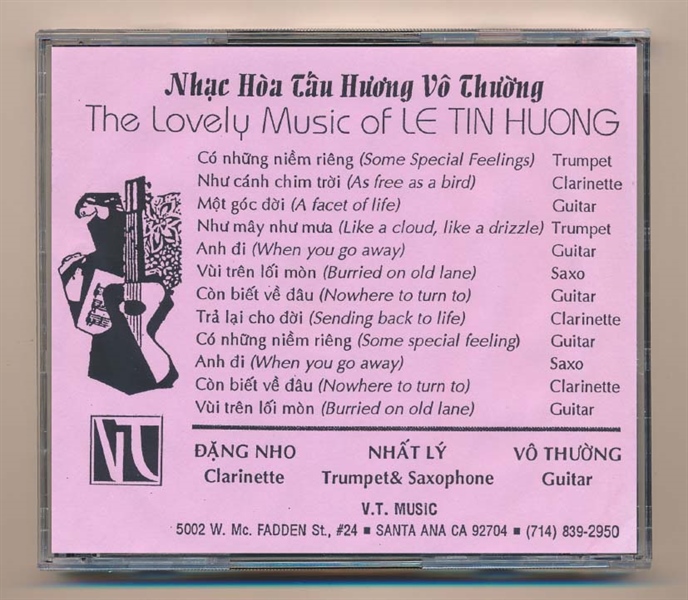 Nhạc Hòa Tấu Hương Vô Thường
The Lovely Music of LE TIN HUONG
Có những niềm riêng (Some Special Feelings) Trumpet
Như cánh chim trời (As free as a bird) Clarinette
Một góc đời (A facet of life) Guitar
Như mây như mưa (Like a cloud, like a drizzle) Trumpet
Anh đi (When you go away) Guitar
Vùi trên lối mòn (Burried on old lane) Saxo
Còn biết về đâu (Nowhere to turn to) Guitar
Trả lại cho đời (Sending back to life) Clarinette
Có những niềm riêng (Some special feeling) Guitar
Anh đi (When you go away) Saxo
Còn biết về đâu (Nowhere to turn to) Clarinette
Vùi trên lối mòn (Burried on old lane) Guitar
VT
ĐẶNG NHO NHẤT LÝ VÔ THƯỜNG
Clarinette Trumpet& Saxophone Guitar
V.T. MUSIC
5002 W. Mc. FADDEN St., #24 ■ SANTA ANA CA 92704 ■ (714) 839-2950